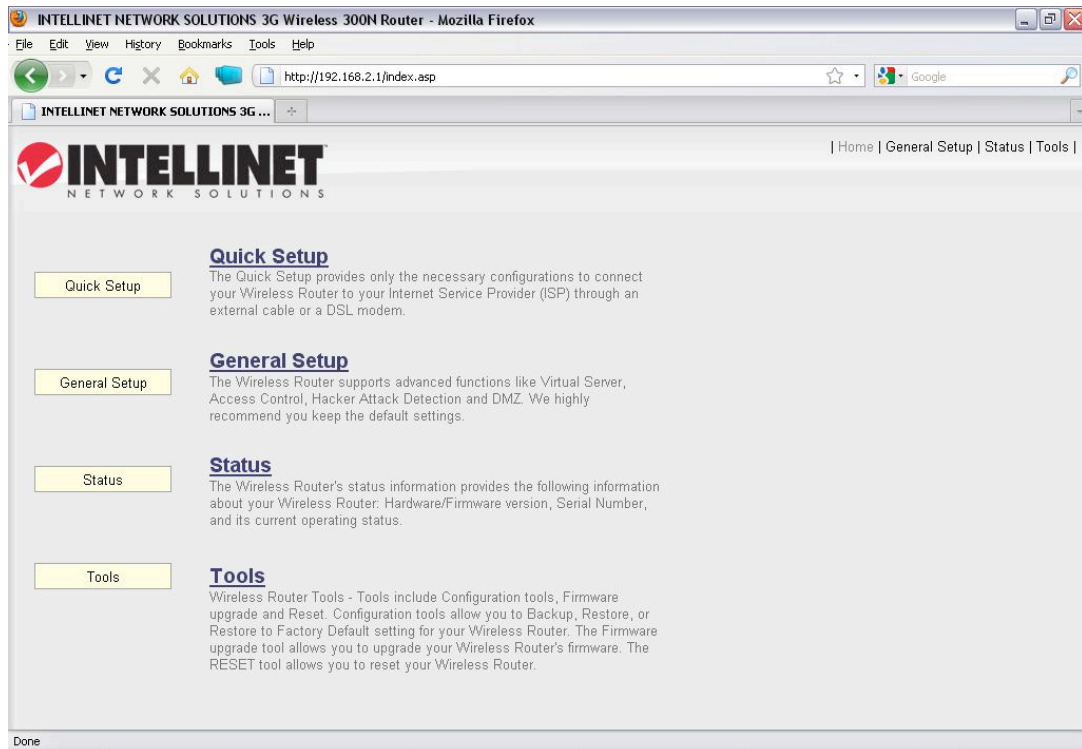 INTELLINET NETWORK SOLUTIONS 3G Wireless 300N Router - Mozilla Firefox
File Edit View History Bookmarks Tools Help
http://192.168.2.1/index.asp
Google
INTELLINET NETWORK SOLUTIONS 3G ...
INTELLINET
NETWORK SOLUTIONS
| Home | General Setup | Status | Tools |
Quick Setup
Quick Setup
The Quick Setup provides only the necessary configurations to connect
your Wireless Router to your Internet Service Provider (ISP) through an
external cable or a DSL modem.
General Setup
General Setup
The Wireless Router supports advanced functions like Virtual Server,
Access Control, Hacker Attack Detection and DMZ. We highly
recommend you keep the default settings.
Status
Status
The Wireless Router's status information provides the following information
about your Wireless Router: Hardware/Firmware version, Serial Number,
and its current operating status.
Tools
Tools
Wireless Router Tools - Tools include Configuration tools, Firmware
upgrade and Reset. Configuration tools allow you to Backup, Restore, or
Restore to Factory Default setting for your Wireless Router. The Firmware
upgrade tool allows you to upgrade your Wireless Router's firmware. The
RESET tool allows you to reset your Wireless Router.
Done